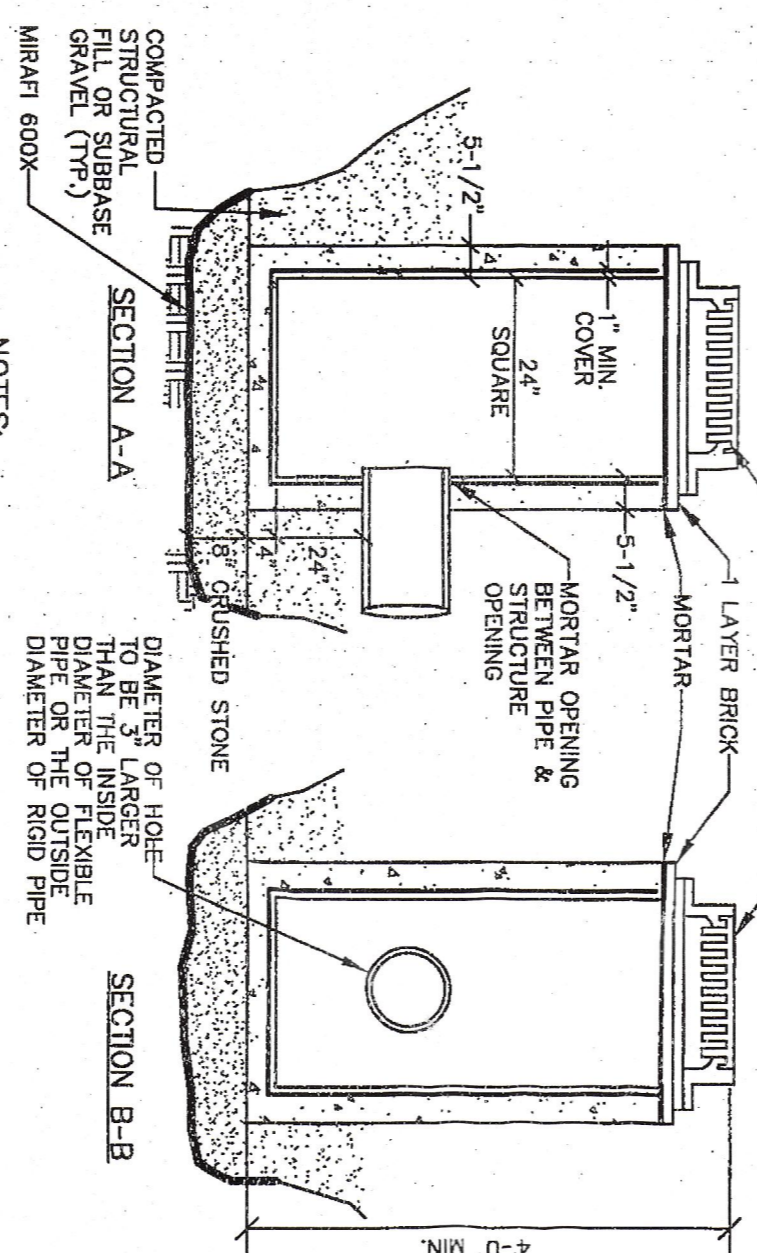 COMPACTED
STRUCTURAL
FILL OR SUBBASE
GRAVEL (TYP.)
MIRAFI 600X
5-1/2"
1" MIN.
COVER
24"
SQUARE
5-1/2"
MORTAR OPENING
BETWEEN PIPE &
STRUCTURE
OPENING
MORTAR
1 LAYER BRICK
24"
4"
8" CRUSHED STONE
SECTION A-A
DIAMETER OF HOLE
TO BE 3" LARGER
THAN THE INSIDE
DIAMETER OF FLEXIBLE
PIPE OR THE OUTSIDE
DIAMETER OF RIGID PIPE
SECTION B-B
4-0 MIN.
NOTES: